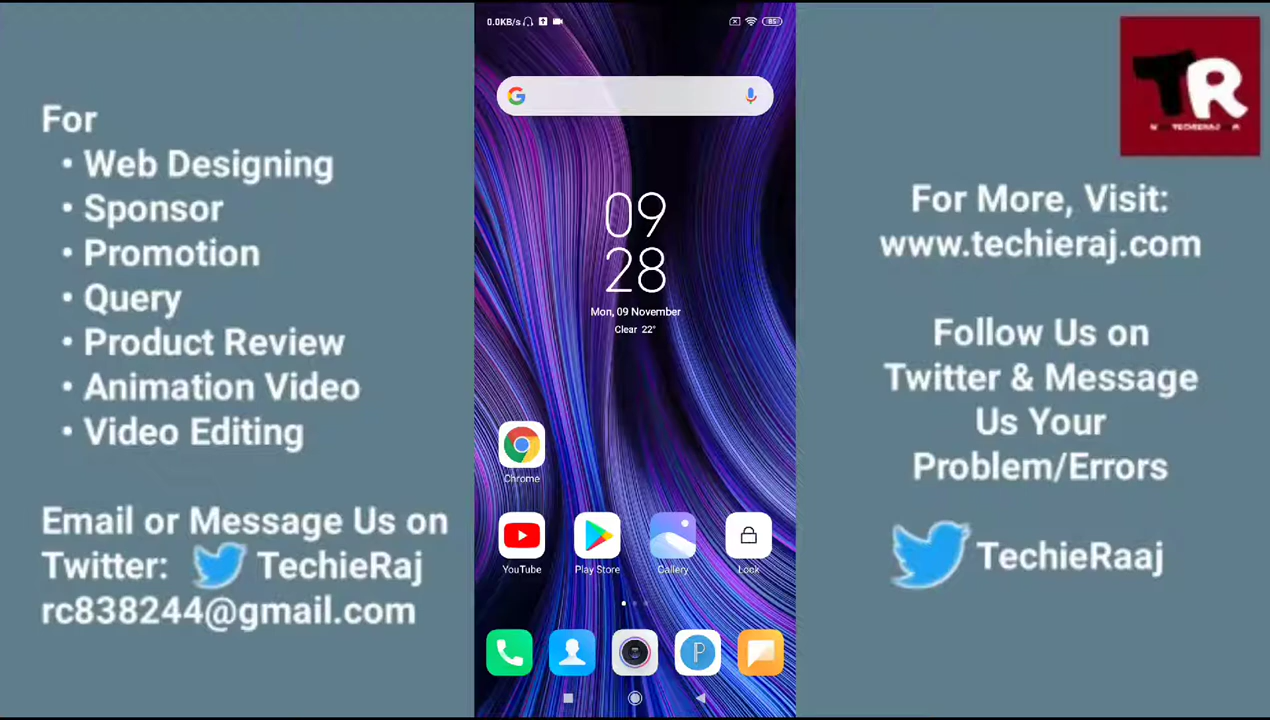 For
• Web Designing
• Sponsor
• Promotion
• Query
• Product Review
• Animation Video
• Video Editing
Email or Message Us on
Twitter: TechieRaj
rc838244@gmail.com
0.0KB/s
85
09
28
Mon, 09 November
Clear 22°
Chrome
YouTube
Play Store
Gallery
Lock
P
TR
For More, Visit:
www.techieraj.com
Follow Us on
Twitter & Message
Us Your
Problem/Errors
TechieRaaj